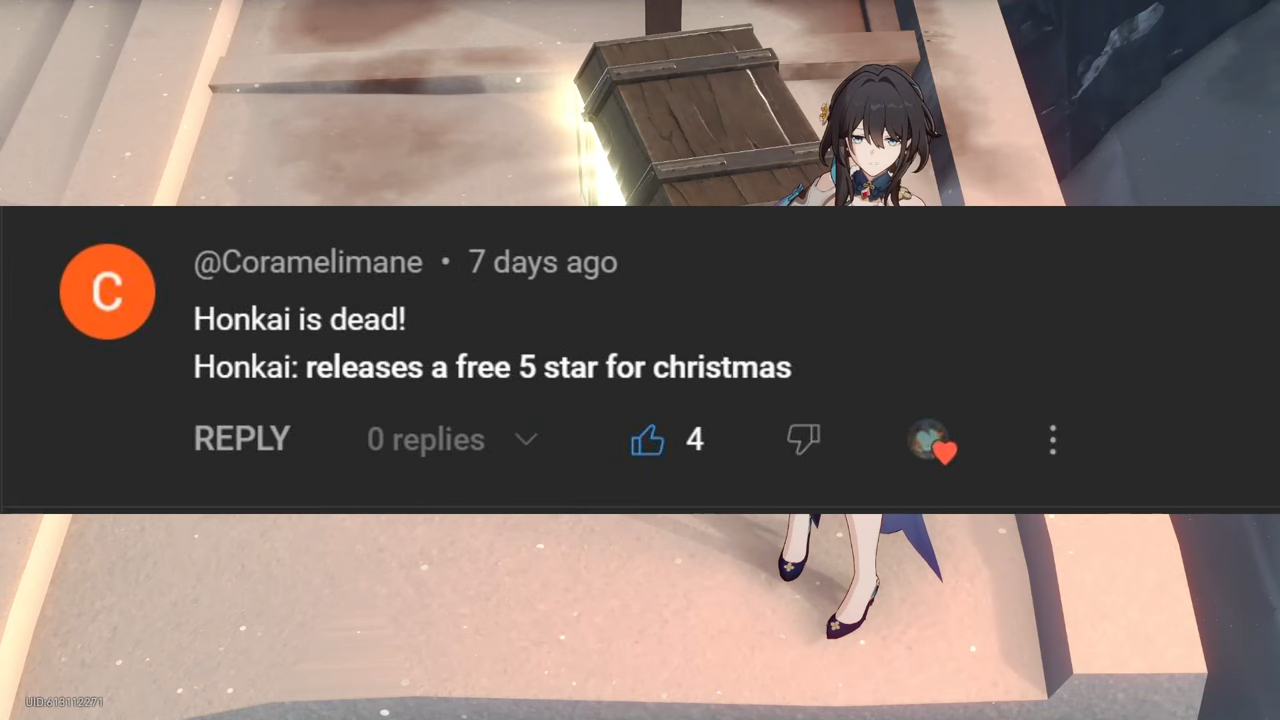 C
@Coramelimane • 7 days ago
Honkai is dead!
Honkai: releases a free 5 star for christmas
REPLY 0 replies 4
UID:613112271